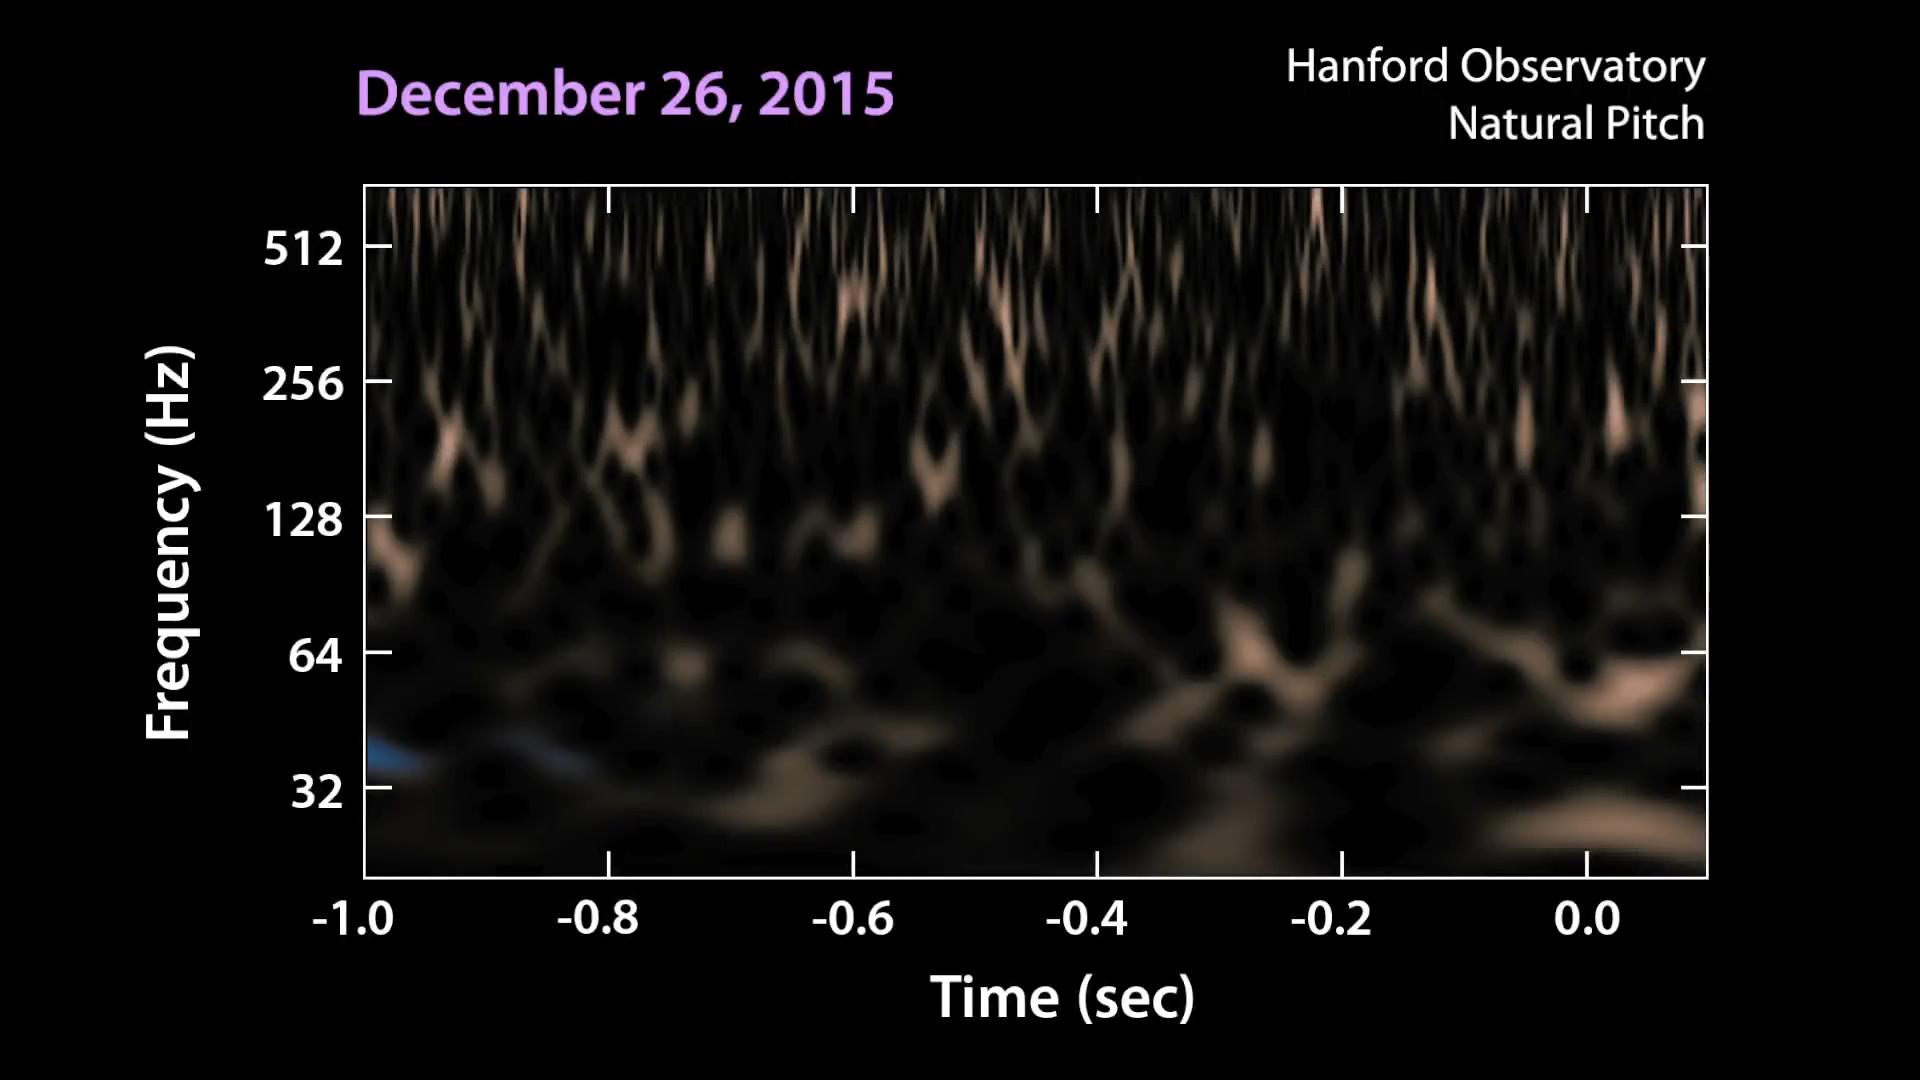 December 26, 2015
Hanford Observatory
Natural Pitch
Frequency (Hz)
512
256
128
64
32
-1.0 -0.8 -0.6 -0.4 -0.2 0.0
Time (sec)